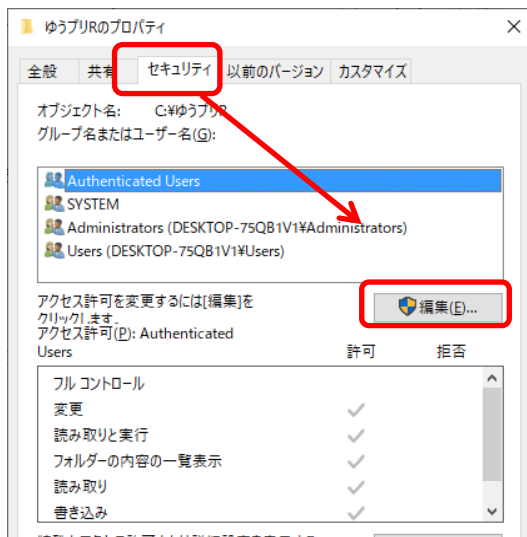 ゆうプリRのプロパティ
全般 共有 セキュリティ 以前のバージョン カスタマイズ
オブジェクト名: C:¥ゆうプリR
グループ名またはユーザー名(G):
Authenticated Users
SYSTEM
Administrators (DESKTOP-75QB1V1¥Administrators)
Users (DESKTOP-75QB1V1¥Users)
アクセス許可を変更するには[編集]を
クリックします。
編集(E)...
アクセス許可(P): Authenticated
Users 許可 拒否
フル コントロール
変更
読み取りと実行
フォルダーの内容の一覧表示
読み取り
書き込み